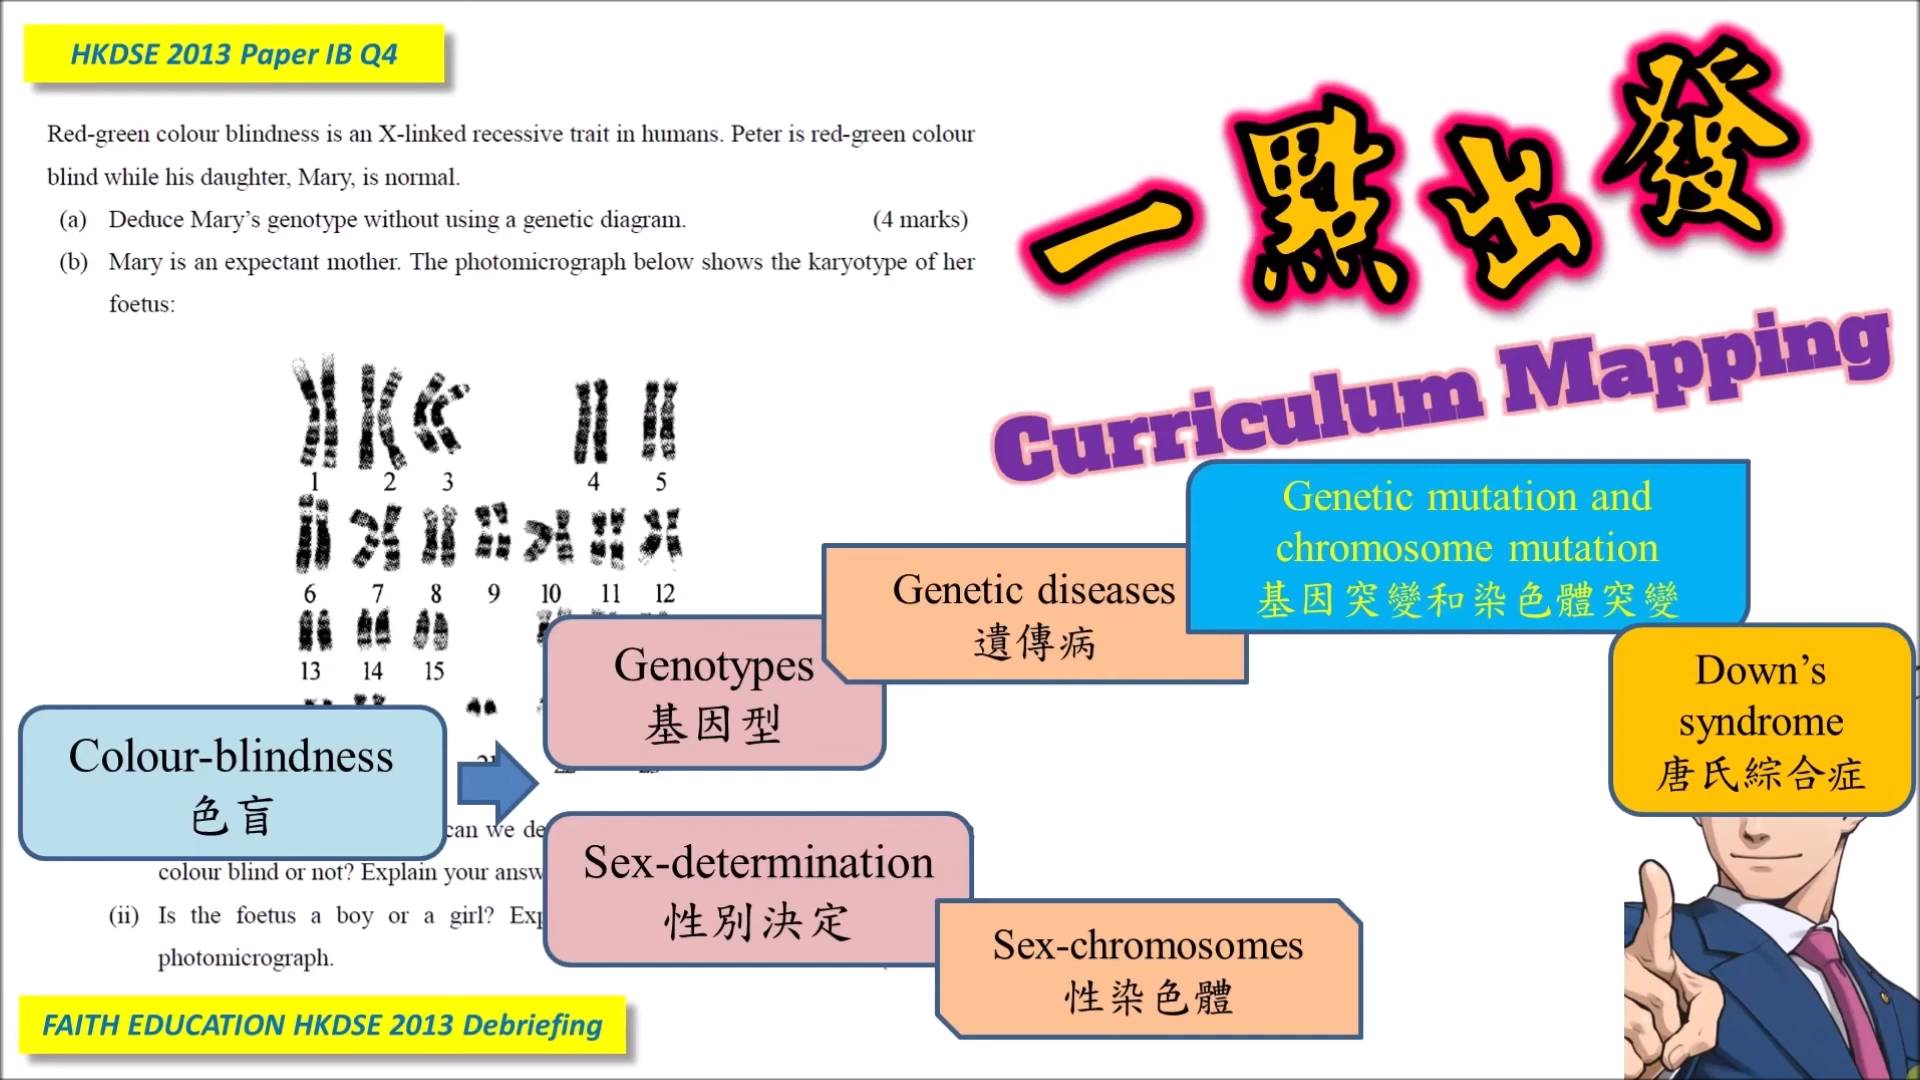 HKDSE 2013 Paper IB Q4
一點出發
Curriculum Mapping
Red-green colour blindness is an X-linked recessive trait in humans. Peter is red-green colour
blind while his daughter, Mary, is normal.
(a) Deduce Mary’s genotype without using a genetic diagram. (4 marks)
(b) Mary is an expectant mother. The photomicrograph below shows the karyotype of her
foetus:
1 2 3 4 5
6 7 8 9 10 11 12
13 14 15
Genetic mutation and
chromosome mutation
基因突變和染色體突變
Genetic diseases
遺傳病
Genotypes
基因型
Down’s
syndrome
唐氏綜合症
Colour-blindness
色盲
can we
colour blind or not? Explain your
(ii) Is the foetus a boy or a girl?
photomicrograph.
Sex-determination
性別決定
Sex-chromosomes
性染色體
FAITH EDUCATION HKDSE 2013 Debriefing